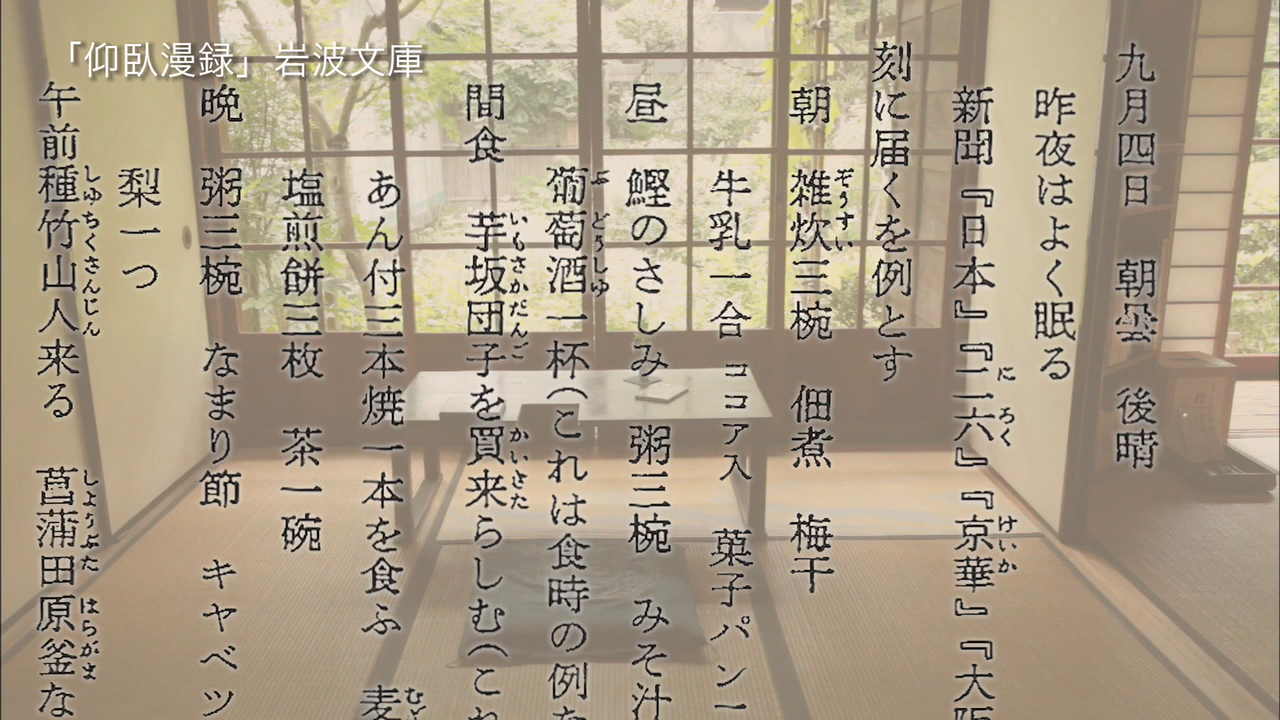 「仰臥漫録」岩波文庫
九月四日 朝曇 後晴
昨夜はよく眠る
新聞『日本』『二六』『京華』『大阪
刻に届くを例とす
朝 雑炊三椀 佃煮 梅干
牛乳一合 ココア入 菓子パン一
昼 鰹のさしみ 粥三椀 みそ汁
葡萄酒一杯(これは食時の例な
間食 芋坂団子を買来らしむ(これ
あん付三本焼一本を食ふ 麦
塩煎餅三枚 茶一碗
晩 粥三椀 なまり節 キャベツ
梨一つ
午前種竹山人来る 菖蒲田原釜な